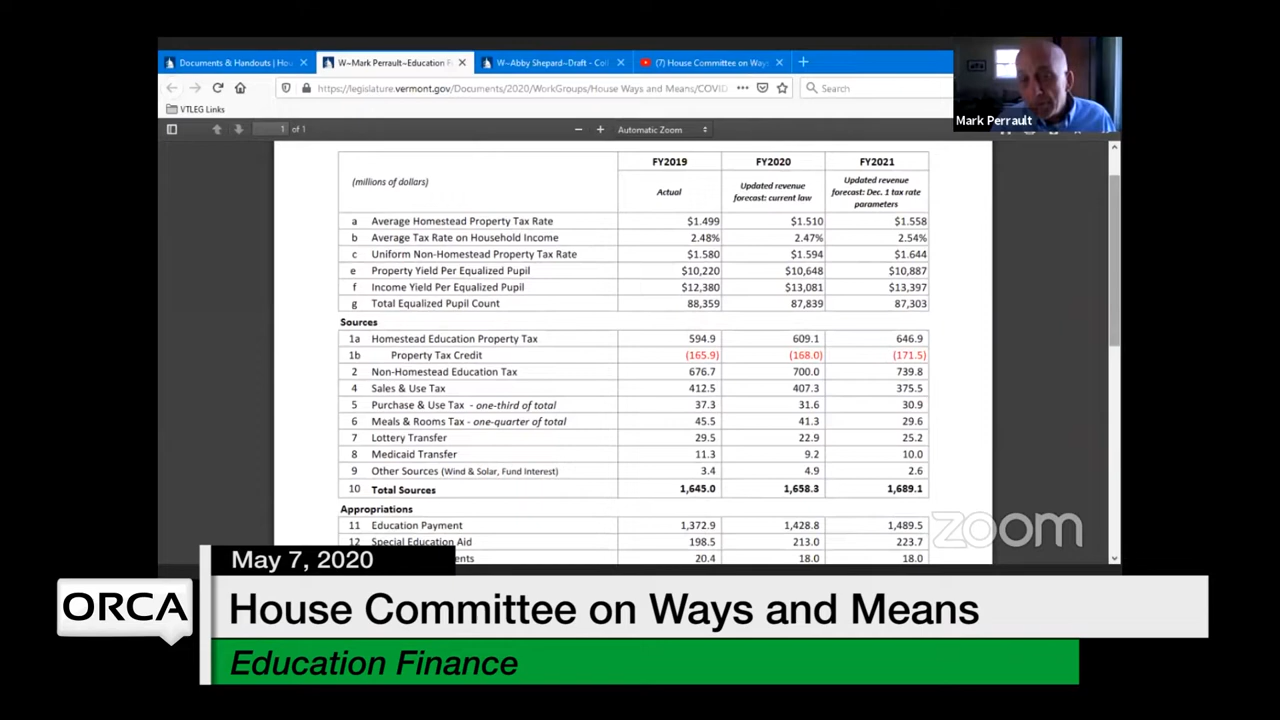 Documents & Handouts | Hou
W~Mark Perrault~Education F
W~Abby Shepard~Draft - Coll
(7) House Committee on Ways
https://legislature.vermont.gov/Documents/2020/WorkGroups/House Ways and Means/COVID
Search
VTLEG Links
1 of 1
Automatic Zoom
Mark Perrault
FY2019 FY2020 FY2021
(millions of dollars) Actual Updated revenue forecast: current law Updated revenue forecast: Dec. 1 tax rate parameters
a Average Homestead Property Tax Rate $1.499 $1.510 $1.558
b Average Tax Rate on Household Income 2.48% 2.47% 2.54%
c Uniform Non-Homestead Property Tax Rate $1.580 $1.594 $1.644
e Property Yield Per Equalized Pupil $10,220 $10,648 $10,887
f Income Yield Per Equalized Pupil $12,380 $13,081 $13,397
g Total Equalized Pupil Count 88,359 87,839 87,303
Sources
1a Homestead Education Property Tax 594.9 609.1 646.9
1b Property Tax Credit (165.9) (168.0) (171.5)
2 Non-Homestead Education Tax 676.7 700.0 739.8
4 Sales & Use Tax 412.5 407.3 375.5
5 Purchase & Use Tax - one-third of total 37.3 31.6 30.9
6 Meals & Rooms Tax - one-quarter of total 45.5 41.3 29.6
7 Lottery Transfer 29.5 22.9 25.2
8 Medicaid Transfer 11.3 9.2 10.0
9 Other Sources (Wind & Solar, Fund Interest) 3.4 4.9 2.6
10 Total Sources 1,645.0 1,658.3 1,689.1
Appropriations
11 Education Payment 1,372.9 1,428.8 1,489.5
12 Special Education Aid 198.5 213.0 223.7
ents 20.4 18.0 18.0
zoom
May 7, 2020
ORCA
House Committee on Ways and Means
Education Finance